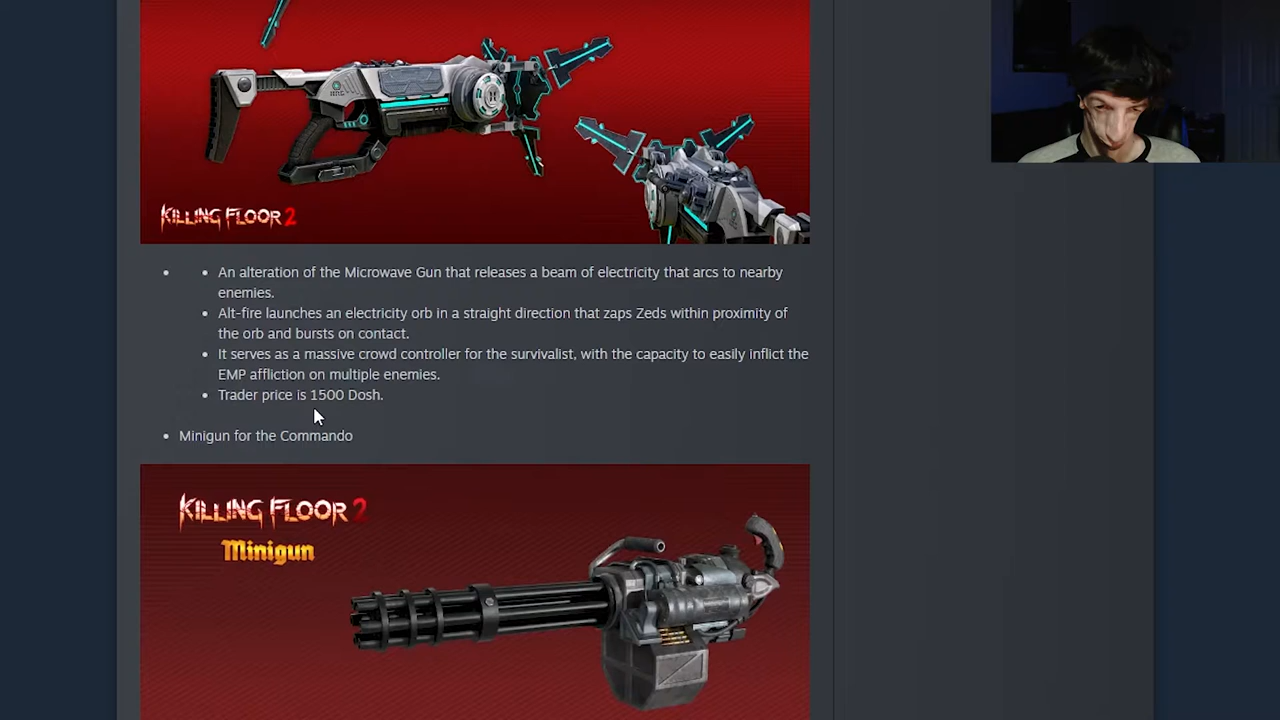 KILLING FLOOR 2
An alteration of the Microwave Gun that releases a beam of electricity that arcs to nearby
enemies.
Alt-fire launches an electricity orb in a straight direction that zaps Zeds within proximity of
the orb and bursts on contact.
It serves as a massive crowd controller for the survivalist, with the capacity to easily inflict the
EMP affliction on multiple enemies.
Trader price is 1500 Dosh.
Minigun for the Commando
KILLING FLOOR 2
Minigun